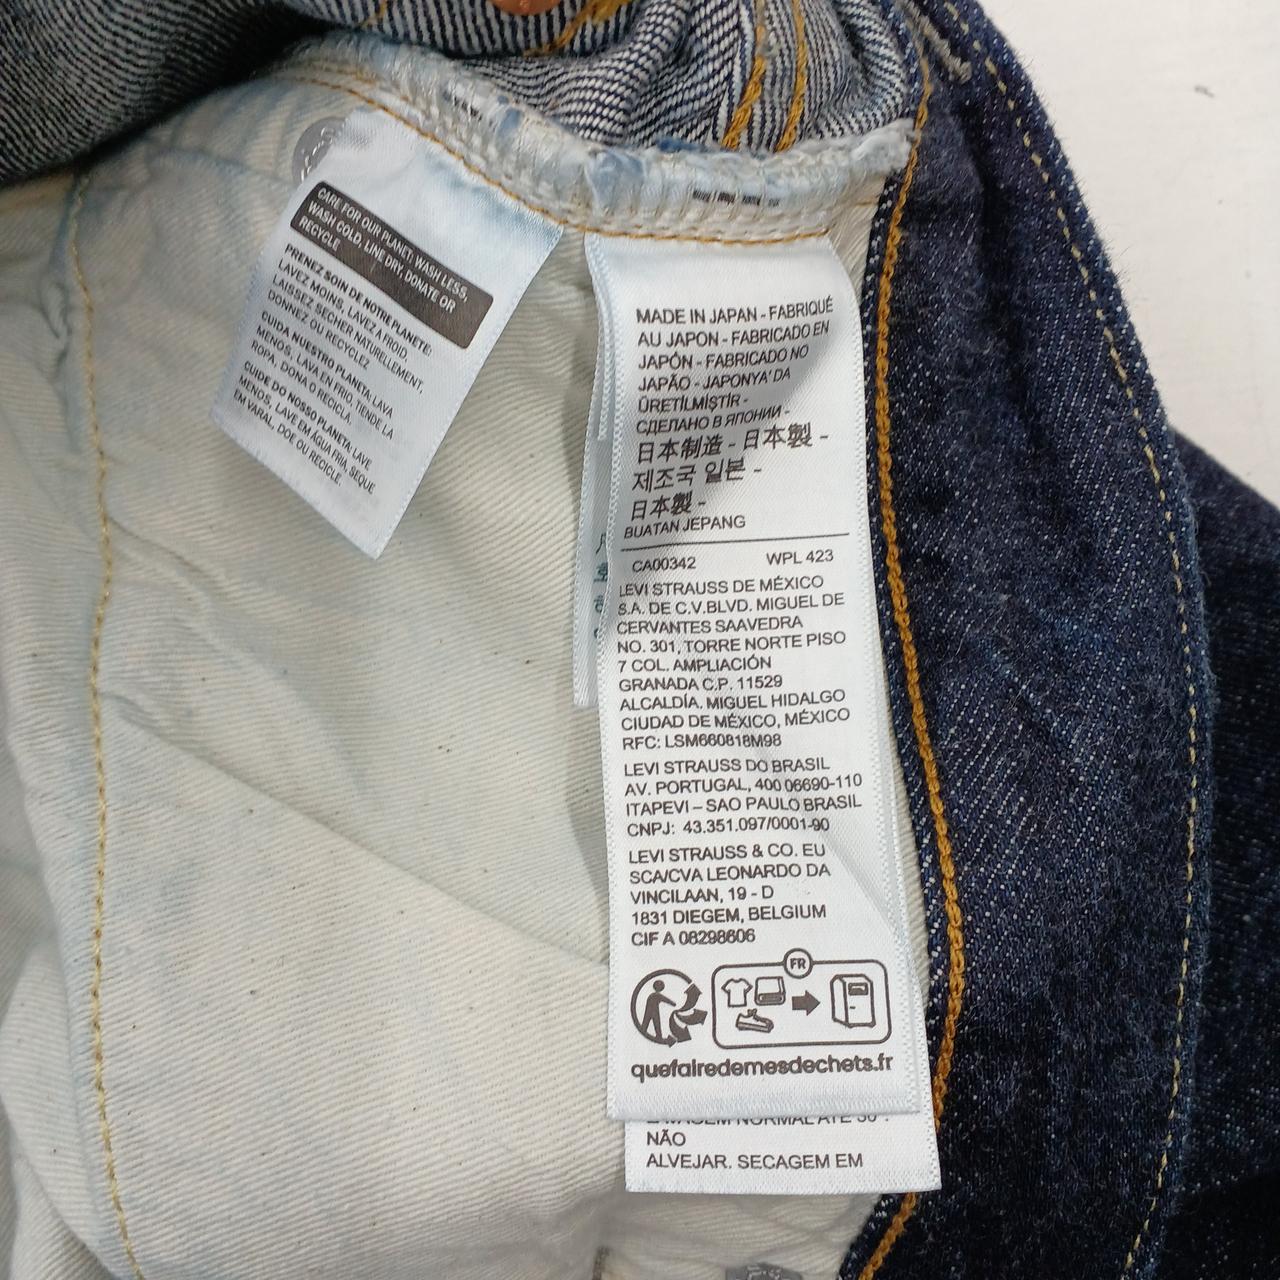 CARE FOR OUR PLANET: WASH LESS,
WASH COLD, LINE DRY, DONATE OR
RECYCLE
PRENEZ SOIN DE NOTRE PLANETE:
LAVEZ MOINS, LAVEZ À FROID,
LAISSEZ SÉCHER NATURELLEMENT,
DONNEZ OU RECYCLEZ
CUIDA NUESTRO PLANETA: LAVA
MENOS, LAVA EN FRIO, TIENDE LA
ROPA, DONA O RECICLA.
CUIDE DO NOSSO PLANETA: LAVE
MENOS, LAVE EM ÁGUA FRIA, SEQUE
EM VARAL, DOE OU RECICLE.
MADE IN JAPAN - FABRIQUÉ
AU JAPON - FABRICADO EN
JAPÓN - FABRICADO NO
JAPÃO - JAPONYA'DA
ÜRETİLMİŞTİR -
СДЕЛАНО В ЯПОНИИ -
日本制造 - 日本製 -
제조국 일본 -
日本製 -
BUATAN JEPANG
CA00342 WPL 423
LEVI STRAUSS DE MÉXICO
S.A. DE C.V.BLVD. MIGUEL DE
CERVANTES SAAVEDRA
NO. 301, TORRE NORTE PISO
7 COL. AMPLIACIÓN
GRANADA C.P. 11529
ALCALDÍA, MIGUEL HIDALGO
CIUDAD DE MÉXICO, MÉXICO
RFC: LSM660818M98
LEVI STRAUSS DO BRASIL
AV. PORTUGAL, 400 06690-110
ITAPEVI – SAO PAULO BRASIL
CNPJ: 43.351.097/0001-90
LEVI STRAUSS & CO. EU
SCA/CVA LEONARDO DA
VINCILAAN, 19 - D
1831 DIEGEM, BELGIUM
CIF A 08298606
FR
quefairedemesdechets.fr
NORMAL ATÉ 30°.
NÃO
ALVEJAR. SECAGEM EM